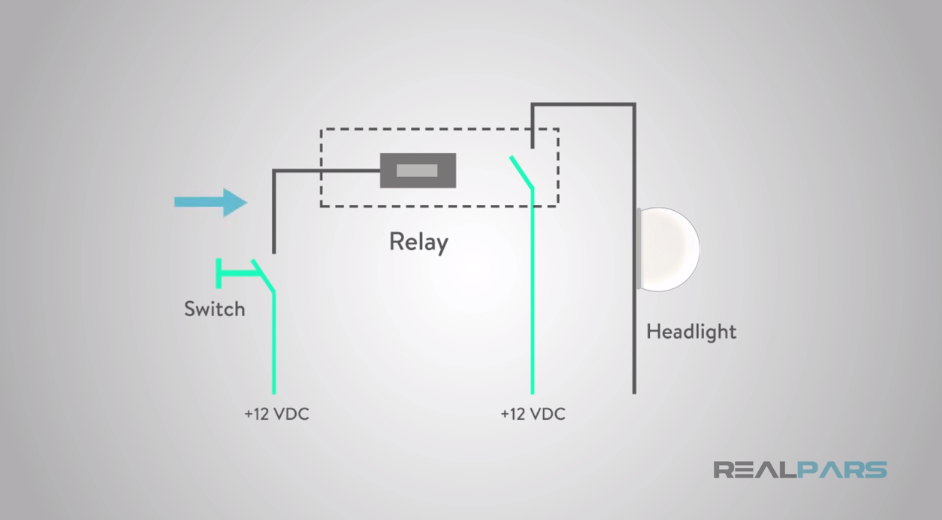 Relay
Switch
Headlight
+12 VDC
+12 VDC
REALPARS